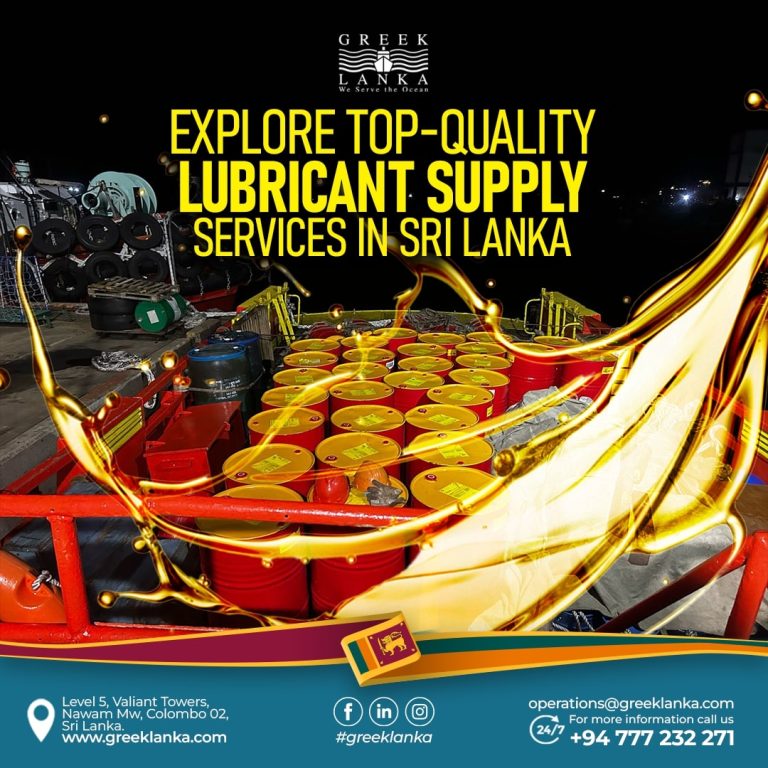 GREEK
LANKA
We Serve the Ocean
EXPLORE TOP-QUALITY
LUBRICANT SUPPLY
SERVICES IN SRI LANKA
Level 5, Valiant Towers,
Nawam Mw, Colombo 02,
Sri Lanka.
www.greeklanka.com
#greeklanka
operations@greeklanka.com
24/7
For more information call us
+94 777 232 271